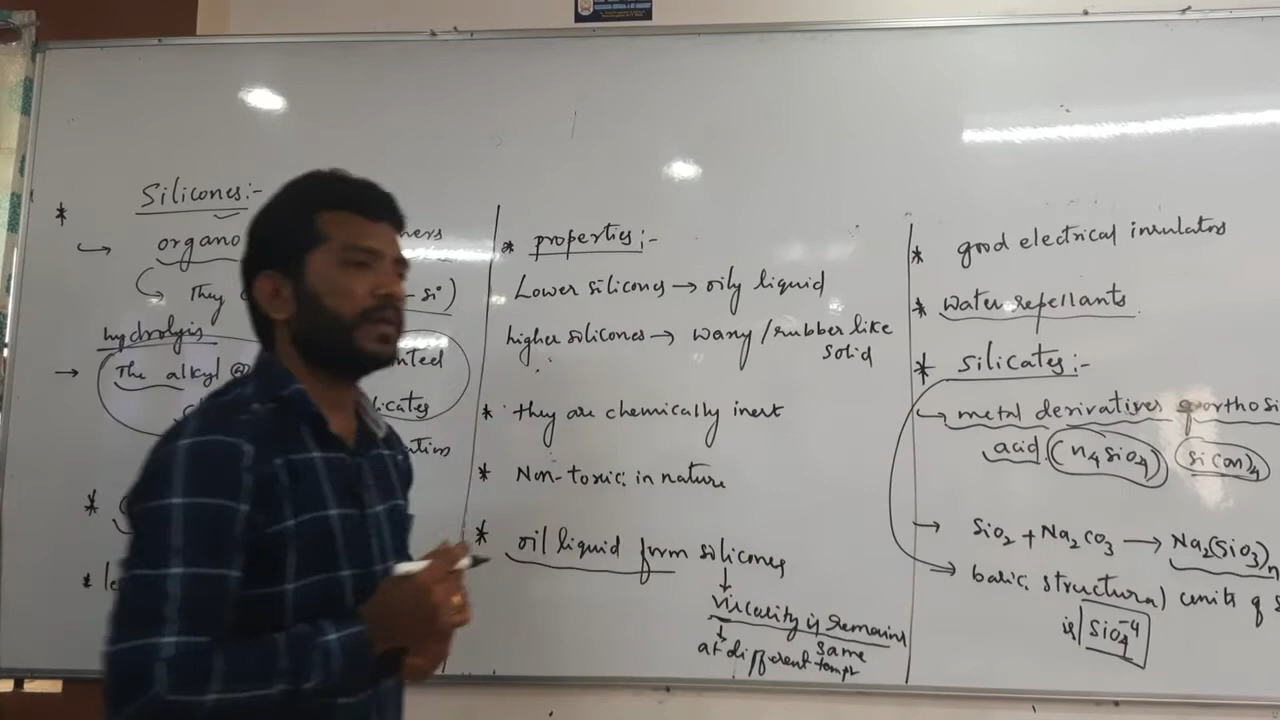 * Silicones:-
organo
They
- si)
hydrolysis
→ The alkyl
*
*
* properties:-
Lower silicones → oily liquid
higher silicones → waxy/rubber like
solid
* they are chemically inert
* Non-toxic in nature
* oil liquid form silicones
↓
viscality is remains
same
↓
at different tempr
* good electrical insulators
* water repellants
* silicates:-
metal derivatives of orthosi
acid (H4SiO4) Si(OH)4
→ SiO2 + Na2CO3 → Na2(SiO3)n
→ basic structural units of s
is SiO4^-4